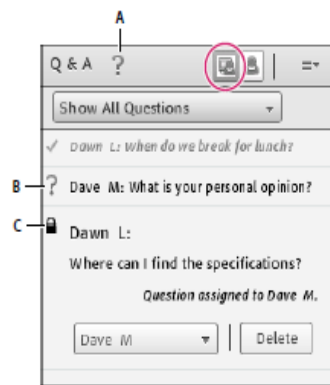 A
Q & A ?
Show All Questions
✓ Dawn L: When do we break for lunch?
B ? Dave M: What is your personal opinion?
C Dawn L:
Where can I find the specifications?
Question assigned to Dave M.
Dave M Delete